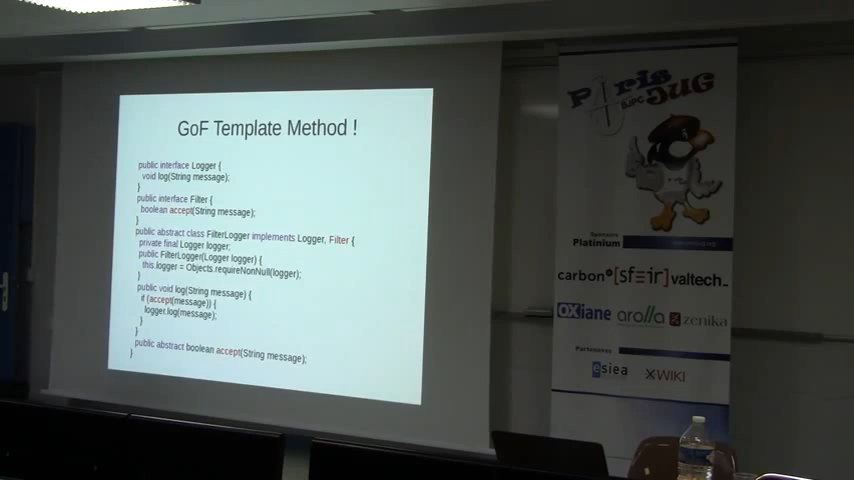 GoF Template Method !
public interface Logger {
void log(String message);
}
public interface Filter {
boolean accept(String message);
}
public abstract class FilterLogger implements Logger, Filter {
private final Logger logger;
public FilterLogger(Logger logger) {
this.logger = Objects.requireNonNull(logger);
}
public void log(String message) {
if (accept(message)) {
logger.log(message);
}
}
public abstract boolean accept(String message);
}
Paris
JUG
Platinium
carbon [sfeir] valtech_
OXiane arolla zenika
Partenaires
esiea XWIKI